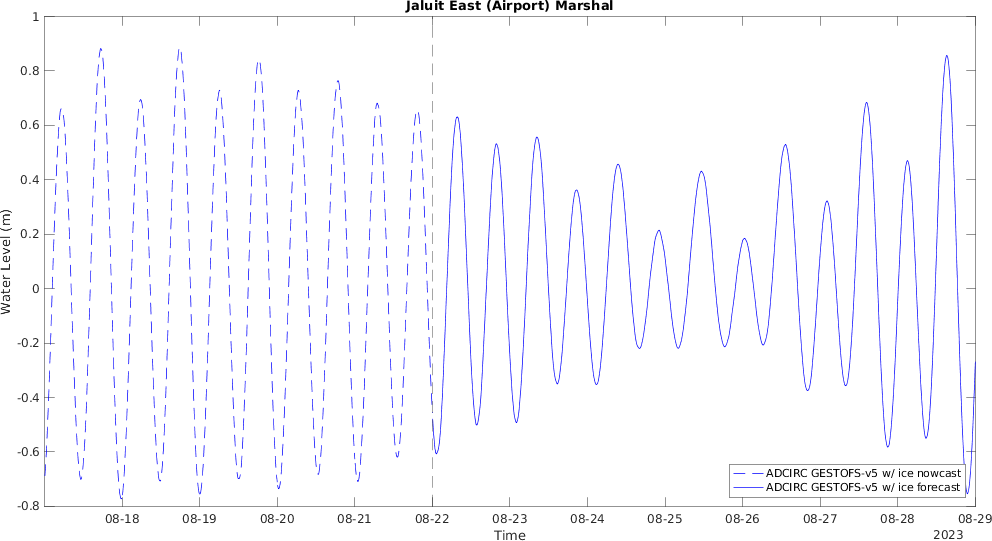 Jaluit East (Airport) Marshal
1
0.8
0.6
0.4
0.2
0
-0.2
-0.4
-0.6
-0.8
Water Level (m)
ADCIRC GESTOFS-v5 w/ ice nowcast
ADCIRC GESTOFS-v5 w/ ice forecast
08-18 08-19 08-20 08-21 08-22 08-23 08-24 08-25 08-26 08-27 08-28 08-29
Time
2023